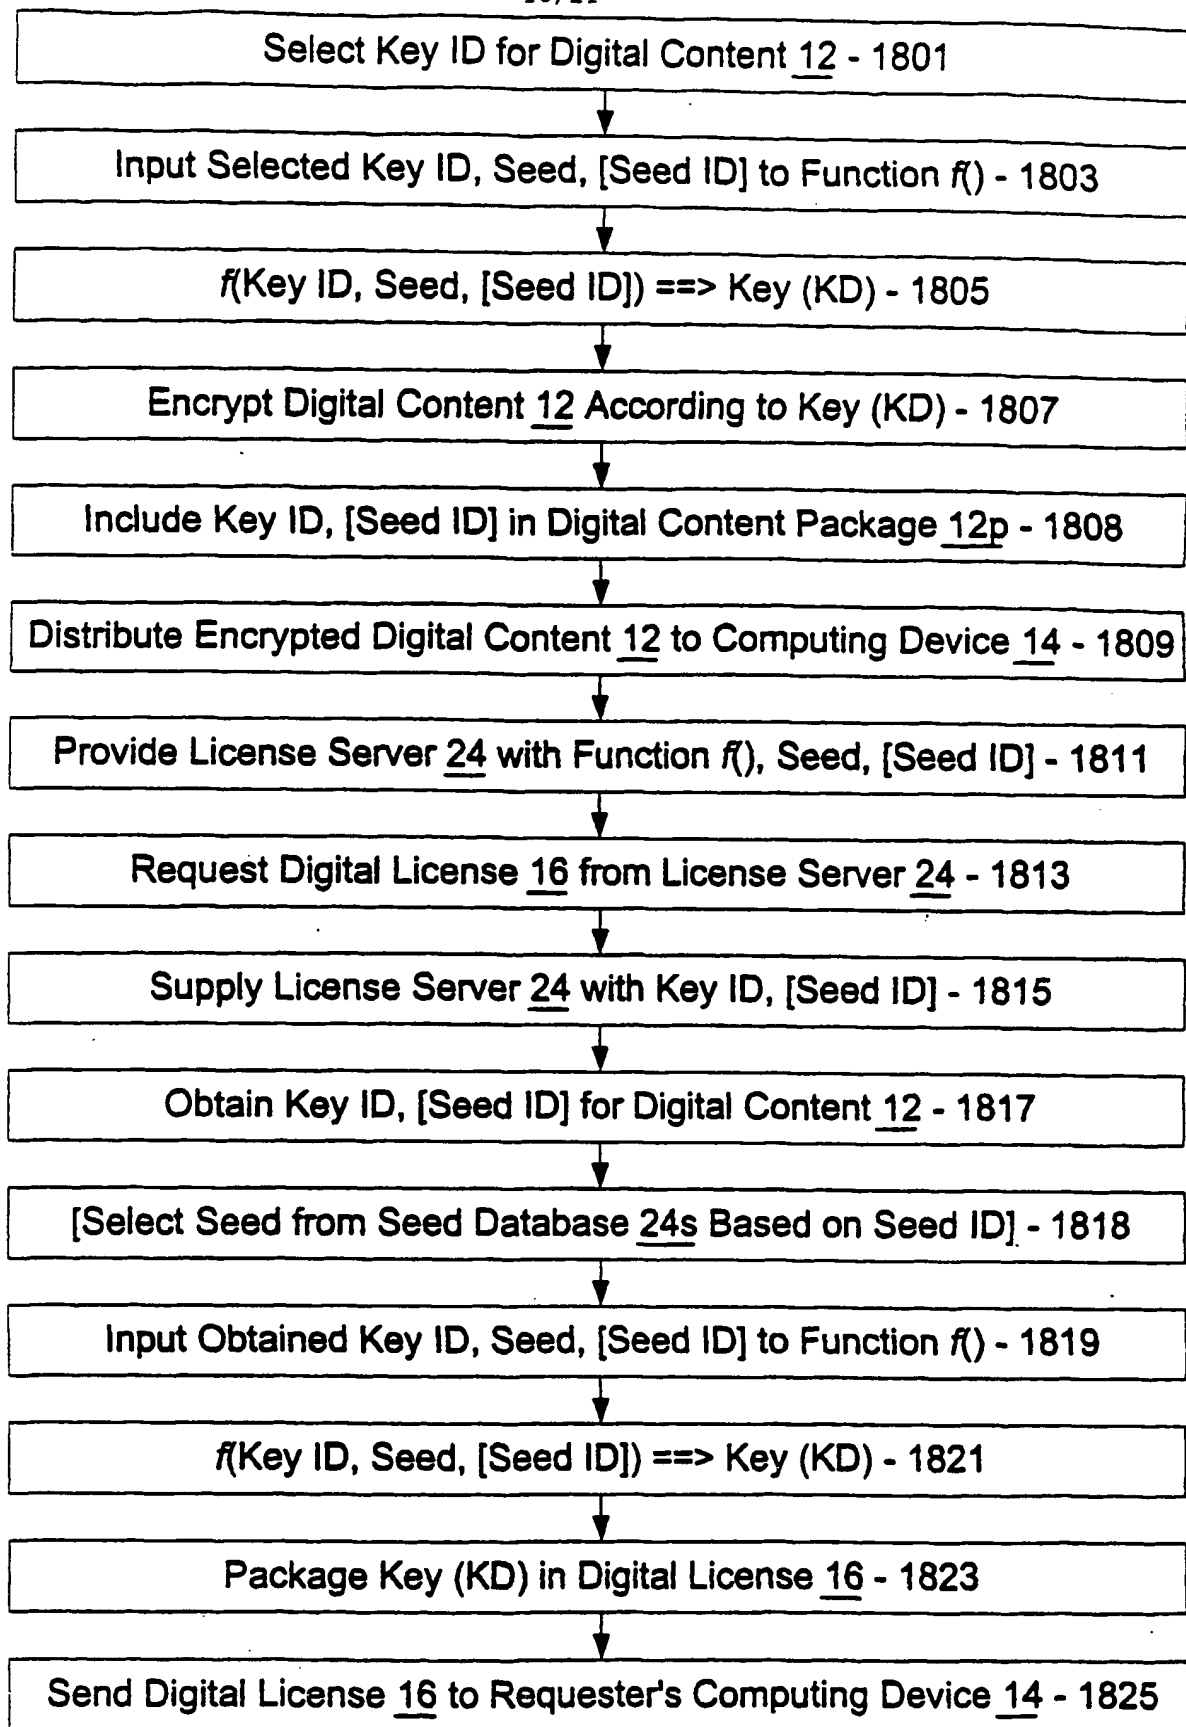 Select Key ID for Digital Content 12 - 1801
Input Selected Key ID, Seed, [Seed ID] to Function f() - 1803
f(Key ID, Seed, [Seed ID]) ==> Key (KD) - 1805
Encrypt Digital Content 12 According to Key (KD) - 1807
Include Key ID, [Seed ID] in Digital Content Package 12p - 1808
Distribute Encrypted Digital Content 12 to Computing Device 14 - 1809
Provide License Server 24 with Function f(), Seed, [Seed ID] - 1811
Request Digital License 16 from License Server 24 - 1813
Supply License Server 24 with Key ID, [Seed ID] - 1815
Obtain Key ID, [Seed ID] for Digital Content 12 - 1817
[Select Seed from Seed Database 24s Based on Seed ID] - 1818
Input Obtained Key ID, Seed, [Seed ID] to Function f() - 1819
f(Key ID, Seed, [Seed ID]) ==> Key (KD) - 1821
Package Key (KD) in Digital License 16 - 1823
Send Digital License 16 to Requester's Computing Device 14 - 1825